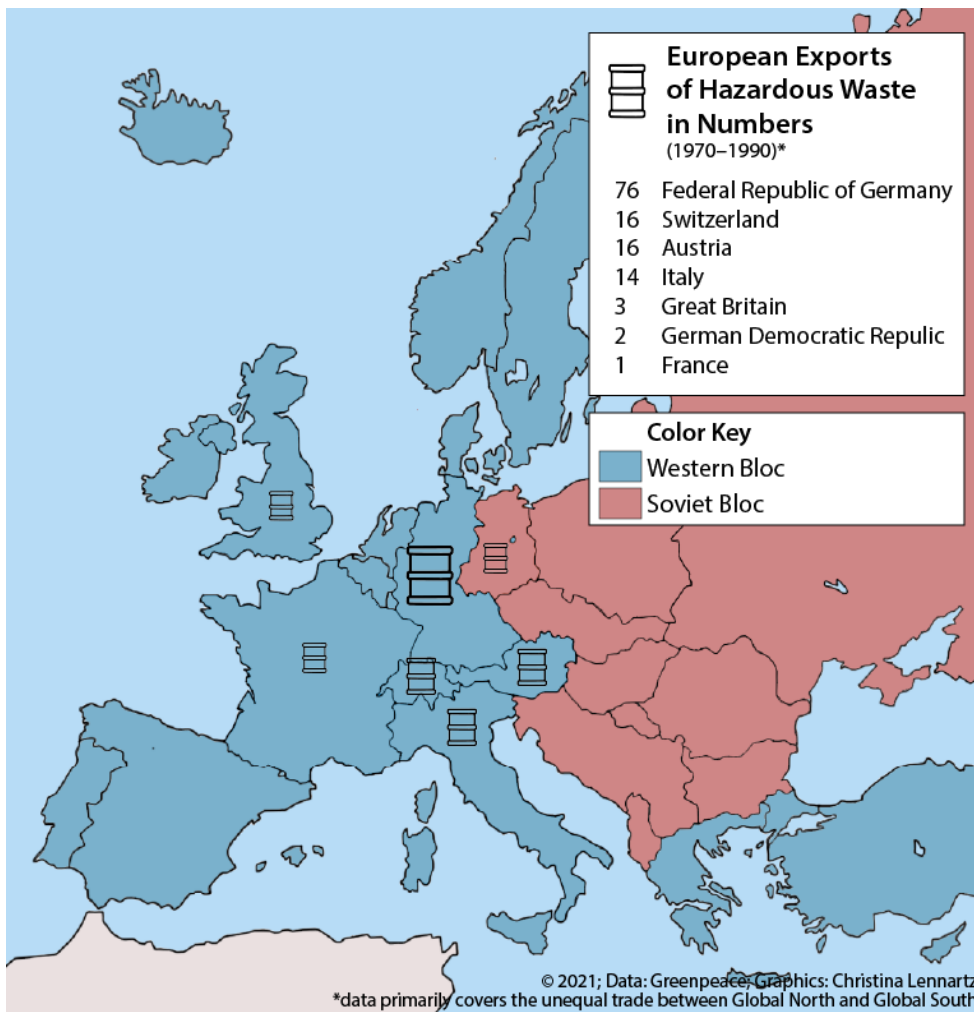 European Exports
of Hazardous Waste
in Numbers
(1970–1990)*
76 Federal Republic of Germany
16 Switzerland
16 Austria
14 Italy
3 Great Britain
2 German Democratic Repulic
1 France
Color Key
Western Bloc
Soviet Bloc
© 2021; Data: Greenpeace; Graphics: Christina Lennartz
*data primarily covers the unequal trade between Global North and Global South